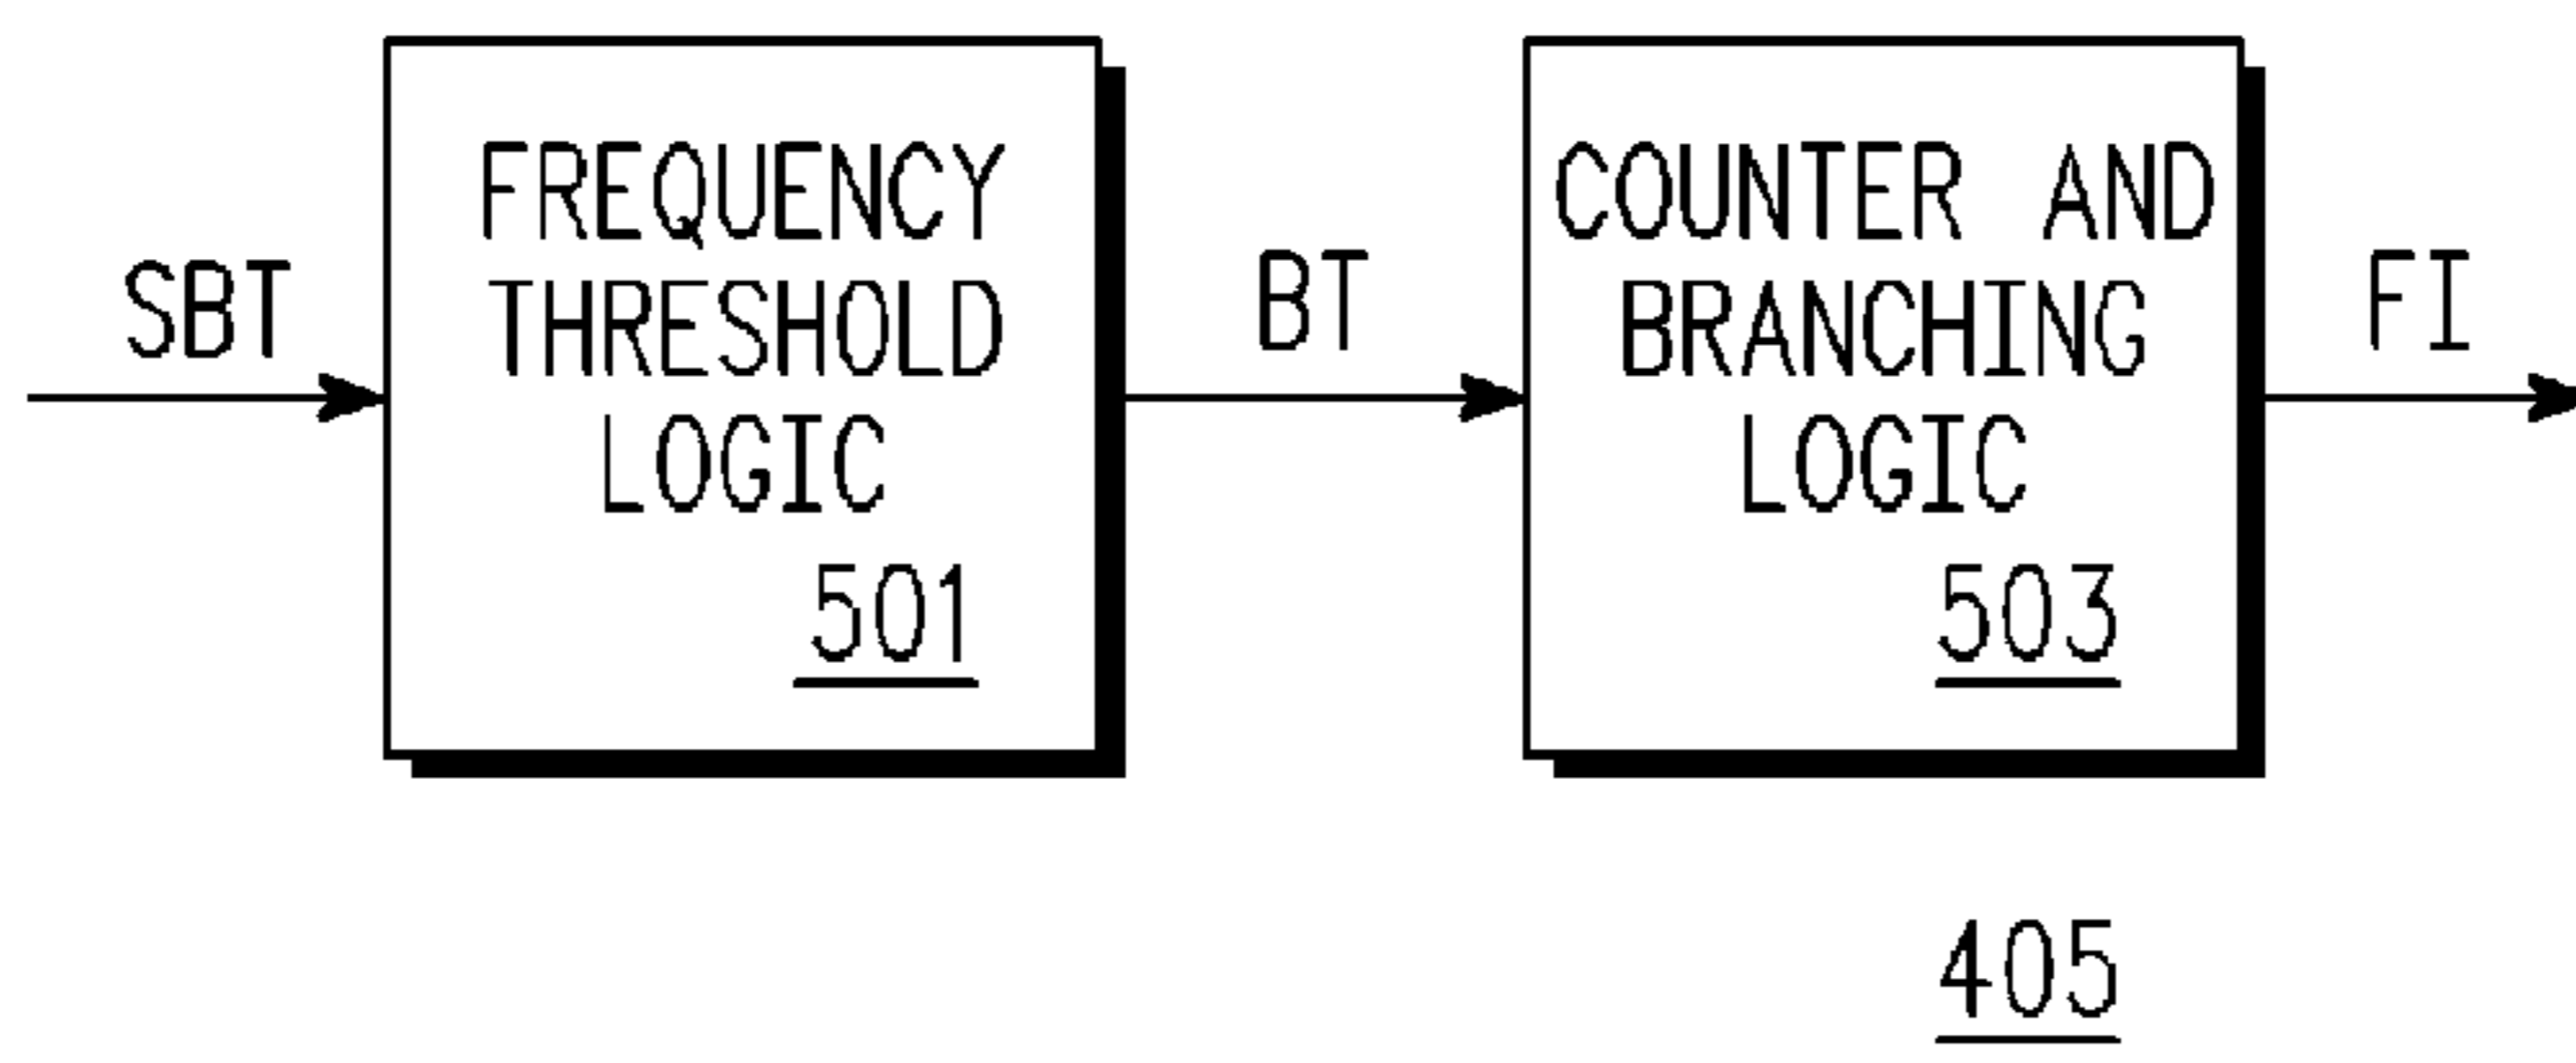 SBT
FREQUENCY
THRESHOLD
LOGIC
501
BT
COUNTER AND
BRANCHING
LOGIC
503
FI
405